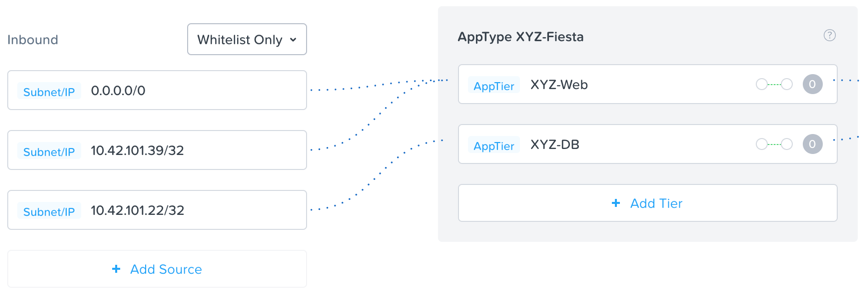 Inbound
Whitelist Only
Subnet/IP 0.0.0.0/0
Subnet/IP 10.42.101.39/32
Subnet/IP 10.42.101.22/32
+ Add Source
AppType XYZ-Fiesta
?
AppTier XYZ-Web 0
AppTier XYZ-DB 0
+ Add Tier